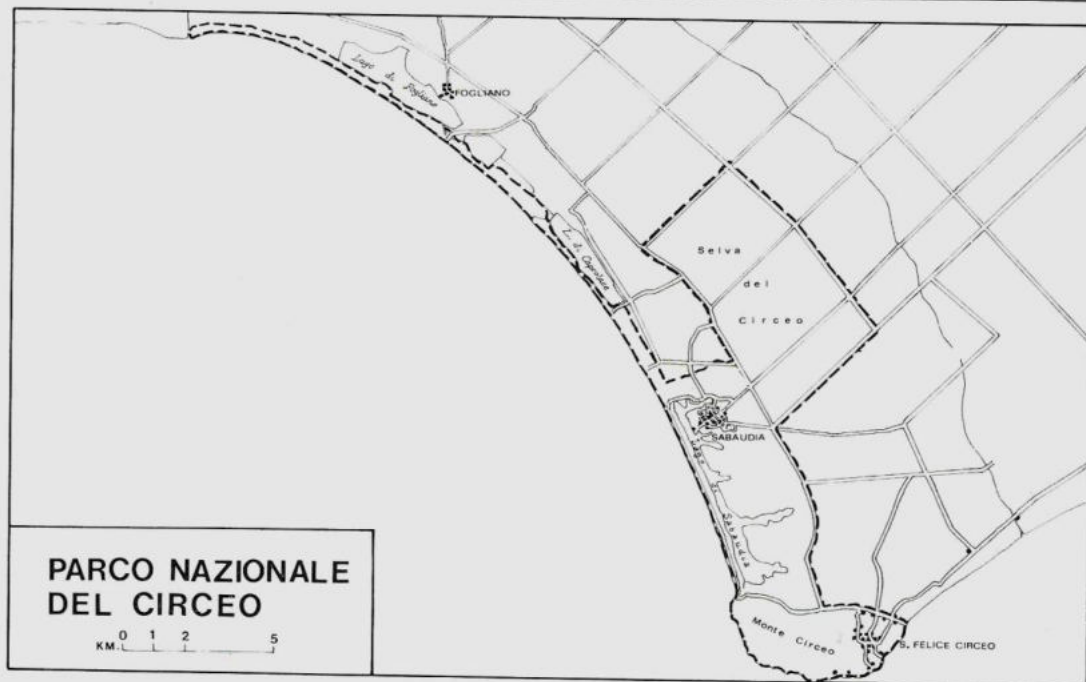 Lago di Fogliano
FOGLIANO
L. di Caprolace
Selva
del
Circeo
SABAUDIA
Lago di Sabaudia
Monte Circeo
S. FELICE CIRCEO
PARCO NAZIONALE
DEL CIRCEO
0 1 2 5
KM.